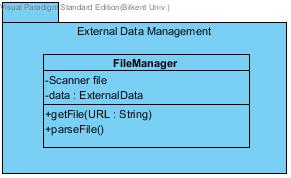 Visual Paradigm Standard Edition(Bilkent Univ.)
External Data Management
FileManager
-Scanner file
-data : ExternalData
+getFile(URL : String)
+parseFile()